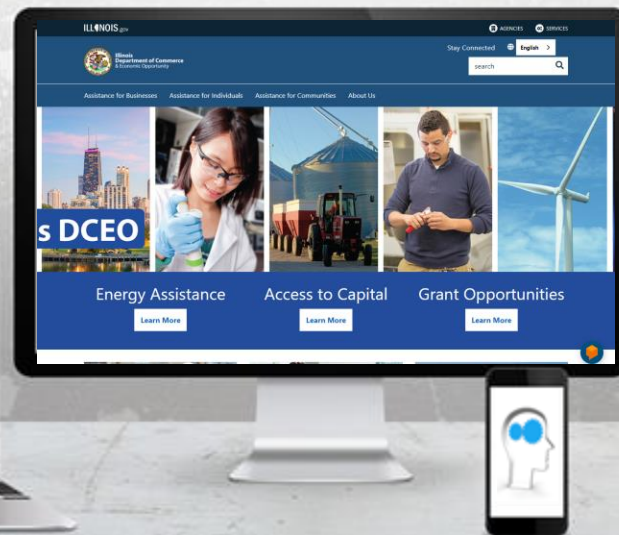 ILLINOIS.gov
AGENCIES SERVICES
Stay Connected English >
Illinois
Department of Commerce
& Economic Opportunity
search
Assistance for Businesses Assistance for Individuals Assistance for Communities About Us
s DCEO
Energy Assistance Access to Capital Grant Opportunities
Learn More Learn More Learn More